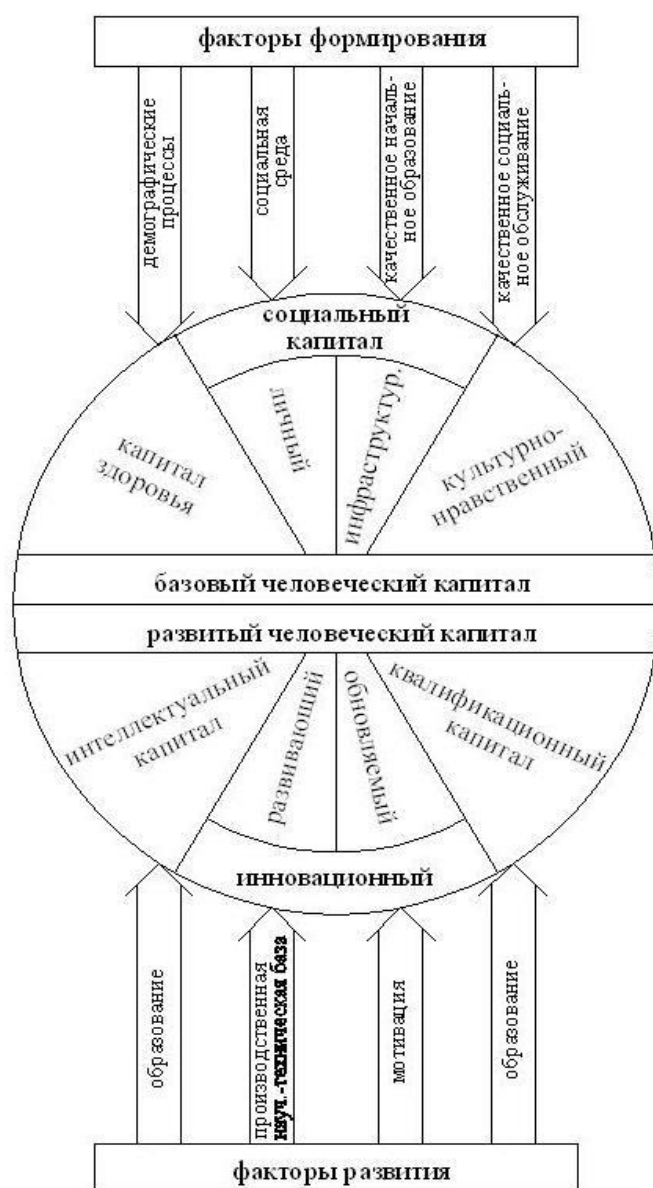 факторы формирования
демографические
процессы
социальная
среда
качественное началь-
ное образование
качественное социаль-
ное обслуживание
социальный
капитал
капитал
здоровья
инфраструктур.
культурно-
нравственный
базовый человеческий капитал
развитый человеческий капитал
интеллектуальный
капитал
развивающий
обновляемый
квалификационный
капитал
инновационный
образование
производственная
науч.-техническая база
мотивация
образование
факторы развития